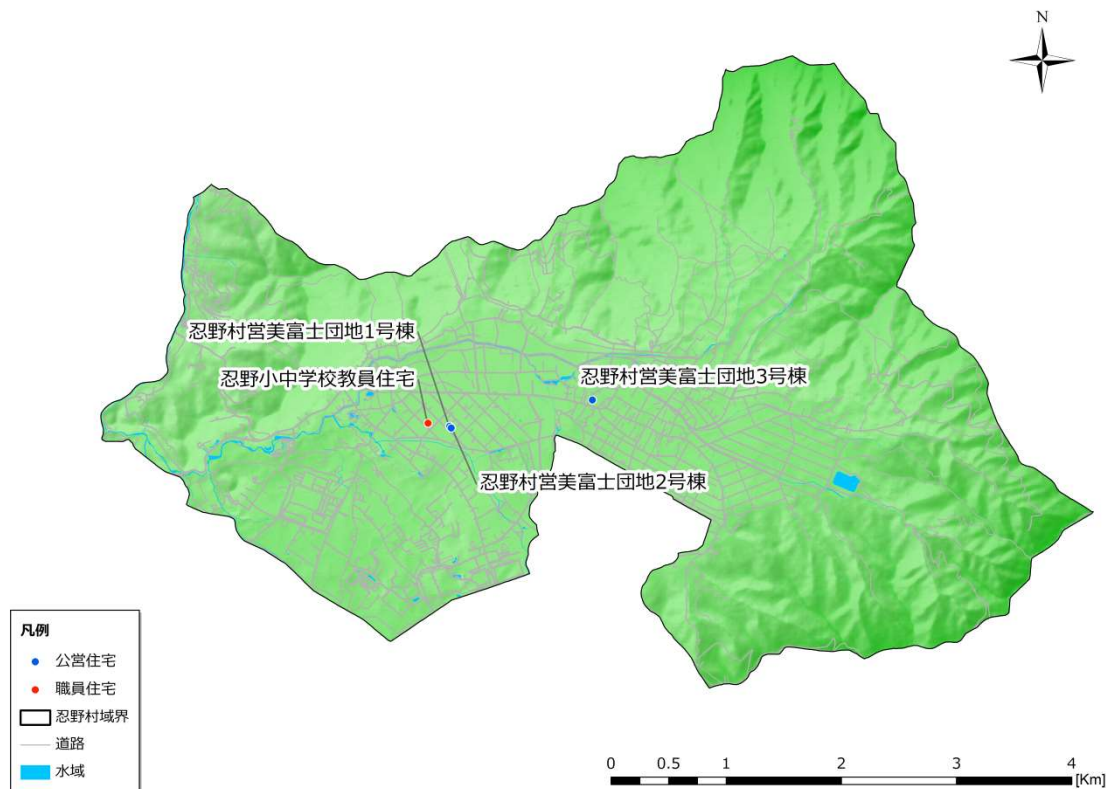 N
忍野村営美富士団地1号棟
忍野小中学校教員住宅
忍野村営美富士団地3号棟
忍野村営美富士団地2号棟
凡例
公営住宅
職員住宅
忍野村域界
道路
水域
0 0.5 1 2 3 4
[Km]